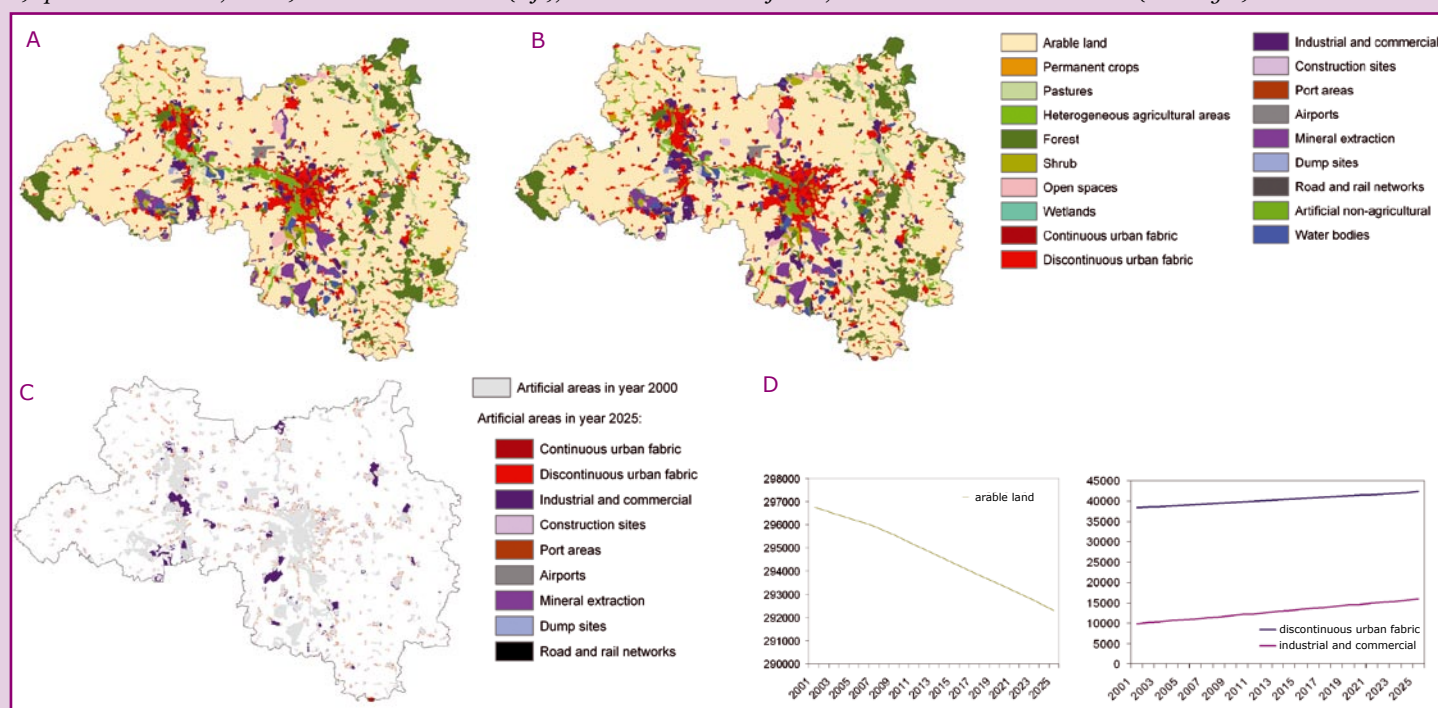 A
B
Arable land
Permanent crops
Pastures
Heterogeneous agricultural areas
Forest
Shrub
Open spaces
Wetlands
Continuous urban fabric
Discontinuous urban fabric
Industrial and commercial
Construction sites
Port areas
Airports
Mineral extraction
Dump sites
Road and rail networks
Artificial non-agricultural
Water bodies
C
Artificial areas in year 2000
Artificial areas in year 2025:
Continuous urban fabric
Discontinuous urban fabric
Industrial and commercial
Construction sites
Port areas
Airports
Mineral extraction
Dump sites
Road and rail networks
D
298000
297000
296000
295000
294000
293000
292000
291000
290000
arable land
2001
2003
2005
2007
2009
2011
2013
2015
2017
2019
2021
2023
2025
45000
40000
35000
30000
25000
20000
15000
10000
5000
0
discontinuous urban fabric
industrial and commercial
2001
2003
2005
2007
2009
2011
2013
2015
2017
2019
2021
2023
2025